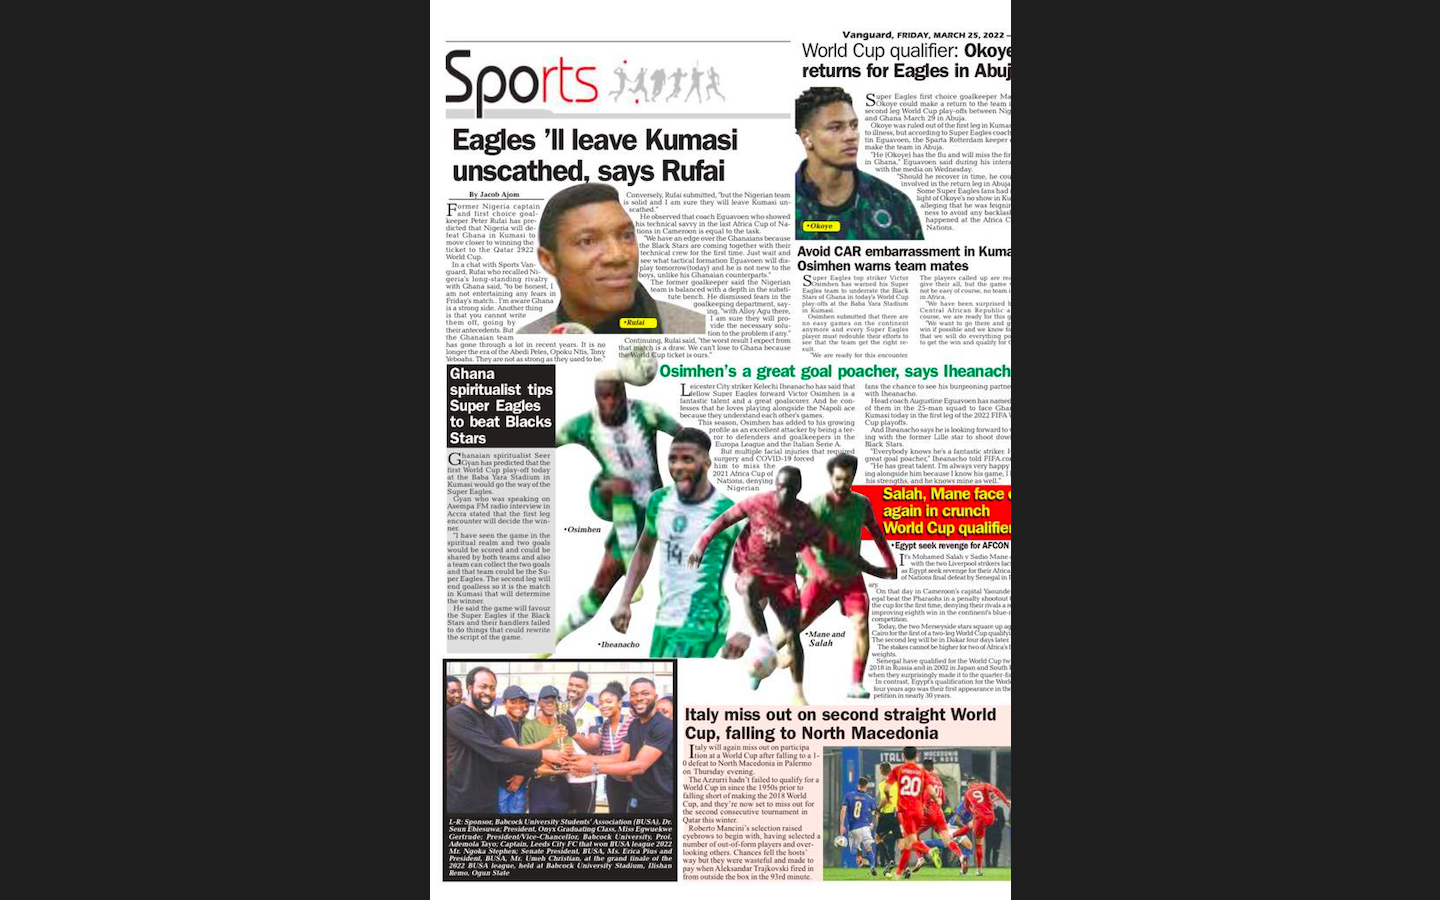 Vanguard, FRIDAY, MARCH 25, 2022 —
Sports
Eagles ’ll leave Kumasi
unscathed, says Rufai
By Jacob Ajom
Former Nigeria captain
and first choice goal-
keeper Peter Rufai has pre-
dicted that Nigeria will de-
feat Ghana in Kumasi to
move closer to winning the
ticket to the Qatar 2922
World Cup.
In a chat with Sports Van-
guard, Rufai who recalled Ni-
geria's long-standing rivalry
with Ghana said, "to be honest, I
am not entertaining any fears in
Friday's match.. I'm aware Ghana
is a strong side. Another thing
is that you cannot write
them off, going by
their antecedents. But
the Ghanaian team
has gone through a lot in recent years. It is no
longer the era of the Abedi Peles, Opoku Ntis, Tony
Yeboahs. They are not as strong as they used to be."
Conversely, Rufai submitted, "but the Nigerian team
is solid and I am sure they will leave Kumasi un-
scathed."
He observed that coach Eguavoen who showed
his technical savvy in the last Africa Cup of Na-
tions in Cameroon is equal to the task.
"We have an edge over the Ghanaians because
the Black Stars are coming together with their
technical crew for the first time. Just wait and
see what tactical formation Eguavoen will dis-
play tomorrow(today) and he is not new to the
boys, unlike his Ghanaian counterparts."
The former goalkeeper said the Nigerian
team is balanced with a depth in the substi-
tute bench. He dismissed fears in the
goalkeeping department, say-
ing, "with Alloy Agu there,
I am sure they will pro-
vide the necessary solu-
tion to the problem if any."
Continuing, Rufai said, "the worst result I expect from
that match is a draw. We can't lose to Ghana because
the World Cup ticket is ours."
•Rufai
World Cup qualifier: Okoye
returns for Eagles in Abuj
Super Eagles first choice goalkeeper Ma
Okoye could make a return to the team i
second leg World Cup play-offs between Nig
and Ghana March 29 in Abuja.
Okoye was ruled out of the first leg in Kumas
to illness, but according to Super Eagles coach
tin Eguavoen, the Sparta Rotterdam keeper
make the team in Abuja.
"He (Okoye) has the flu and will miss the fir
in Ghana," Eguavoen said during his intera
with the media on Wednesday.
"Should he recover in time, he cou
involved in the return leg in Abuja
Some Super Eagles fans had
light of Okoye's no show in Ku
alleging that he was feignin
ness to avoid any backlas
happened at the Africa C
Nations.
•Okoye
Avoid CAR embarrassment in Kuma
Osimhen warns team mates
Super Eagles top striker Victor
Osimhen has warned his Super
Eagles team to underrate the Black
Stars of Ghana in today's World Cup
play-offs at the Baba Yara Stadium
in Kumasi.
Osimhen submitted that there are
no easy games on the continent
anymore and every Super Eagles
player must redouble their efforts to
see that the team get the right re-
sult.
"We are ready for this encounter.
The players called up are re
give their all, but the game
not be easy of course, no team i
in Africa.
"We have been surprised b
Central African Republic a
course, we are ready for this g
"We want to go there and g
win if possible and we know fo
that we will do everything po
to get the win and qualify for Q
Osimhen's a great goal poacher, says Iheanach
Leicester City striker Kelechi Iheanacho has said that
fellow Super Eagles forward Victor Osimhen is a
fantastic talent and a great goalscorer. And he con-
fesses that he loves playing alongside the Napoli ace
because they understand each other's games.
This season, Osimhen has added to his growing
profile as an excellent attacker by being a ter-
ror to defenders and goalkeepers in the
Europa League and the Italian Serie A.
But multiple facial injuries that required
surgery and COVID-19 forced
him to miss the
2021 Africa Cup of
Nations, denying
Nigerian
fans the chance to see his burgeoning partne
with Iheanacho.
Head coach Augustine Eguavoen has named
of them in the 25-man squad to face Gha
Kumasi today in the first leg of the 2022 FIFA W
Cup playoffs.
And Iheanacho says he is looking forward to
ing with the former Lille star to shoot dow
Black Stars.
"Everybody knows he's a fantastic striker. H
great goal poacher," Iheanacho told FIFA.co
"He has great talent. I'm always very happy
ing alongside him because I know his game, I
his strengths, and he knows mine as well."
Ghana
spiritualist tips
Super Eagles
to beat Blacks
Stars
Ghanaian spiritualist Seer
Gyan has predicted that the
first World Cup play-off today
at the Baba Yara Stadium in
Kumasi would go the way of the
Super Eagles.
Gyan who was speaking on
Asempa FM radio interview in
Accra stated that the first leg
encounter will decide the win-
ner.
"I have seen the game in the
spiritual realm and two goals
would be scored and could be
shared by both teams and also
a team can collect the two goals
and that team could be the Su-
per Eagles. The second leg will
end goalless so it is the match
in Kumasi that will determine
the winner.
He said the game will favour
the Super Eagles if the Black
Stars and their handlers failed
to do things that could rewrite
the script of the game.
•Osimhen
14
•Iheanacho
•Mane and
Salah
Salah, Mane face
again in crunch
World Cup qualifier
•Egypt seek revenge for AFCON
It's Mohamed Salah v Sadio Mane
with the two Liverpool strikers fac
as Egypt seek revenge for their Africa
of Nations final defeat by Senegal in F
ary.
On that day in Cameroon's capital Yaounde
egal beat the Pharaohs in a penalty shootout
the cup for the first time, denying their rivals a re
improving eighth win in the continent's blue-r
competition.
Today, the two Merseyside stars square up ag
Cairo for the first of a two-leg World Cup qualify
The second leg will be in Dakar four days later
The stakes cannot be higher for two of Africa's
weights.
Senegal have qualified for the World Cup tw
2018 in Russia and in 2002 in Japan and South
when they surprisingly made it to the quarter-fi
In contrast, Egypt's qualification for the Worl
four years ago was their first appearance in the
petition in nearly 30 years.
L-R: Sponsor, Babcock University Students' Association (BUSA), Dr.
Seun Ebiesuwa; President, Onyx Graduating Class, Miss Egwuekwe
Gertrude; President/Vice-Chancellor, Babcock University, Prof.
Ademola Tayo; Captain, Leeds City FC that won BUSA league 2022
Mr. Ngoka Stephen; Senate President, BUSA, Ms. Erica Pius and
President, BUSA, Mr. Umeh Christian, at the grand finale of the
2022 BUSA league, held at Babcock University Stadium, Ilishan
Remo, Ogun State
Italy miss out on second straight World
Cup, falling to North Macedonia
Italy will again miss out on participa
tion at a World Cup after falling to a 1-
0 defeat to North Macedonia in Palermo
on Thursday evening.
The Azzurri hadn't failed to qualify for a
World Cup in since the 1950s prior to
falling short of making the 2018 World
Cup, and they're now set to miss out for
the second consecutive tournament in
Qatar this winter.
Roberto Mancini's selection raised
eyebrows to begin with, having selected a
number of out-of-form players and over-
looking others. Chances fell the hosts'
way but they were wasteful and made to
pay when Aleksandar Trajkovski fired in
from outside the box in the 93rd minute.
ITALIA
MACEDONIA
DEL NORD
8
20
9